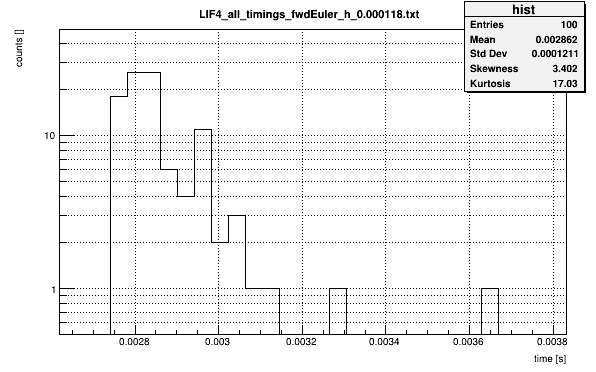 LIF4_all_timings_fwdEuler_h_0.000118.txt
hist
Entries 100
Mean 0.002862
Std Dev 0.0001211
Skewness 3.402
Kurtosis 17.03
counts []
10
1
0.0028 0.003 0.0032 0.0034 0.0036 0.0038
time [s]